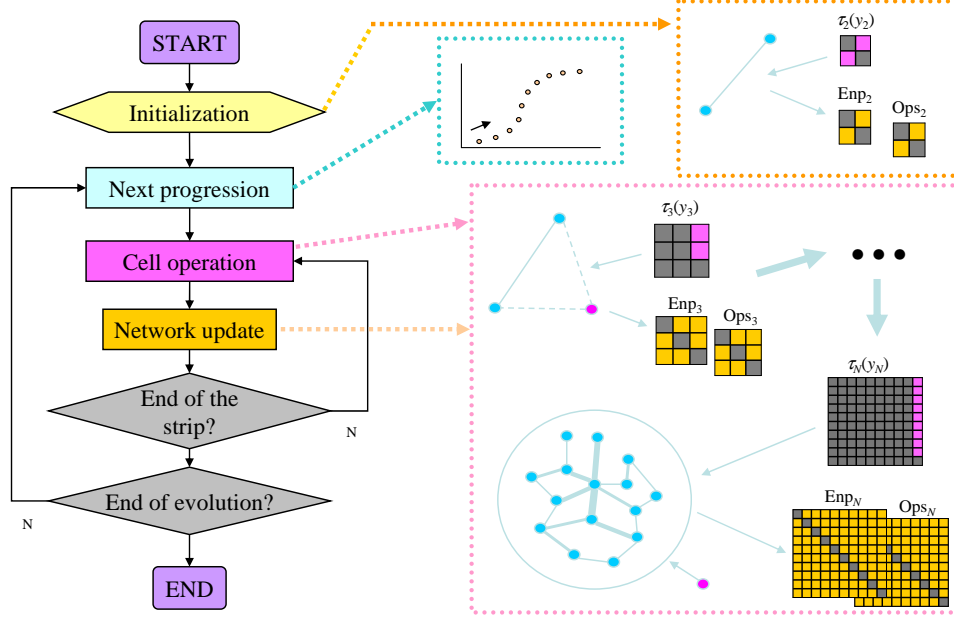 START
Initialization
Next progression
Cell operation
Network update
End of the
strip?
N
End of evolution?
N
END
τ2(y2)
Enp2
Ops2
τ3(y3)
Enp3
Ops3
τN(yN)
EnpN
OpsN